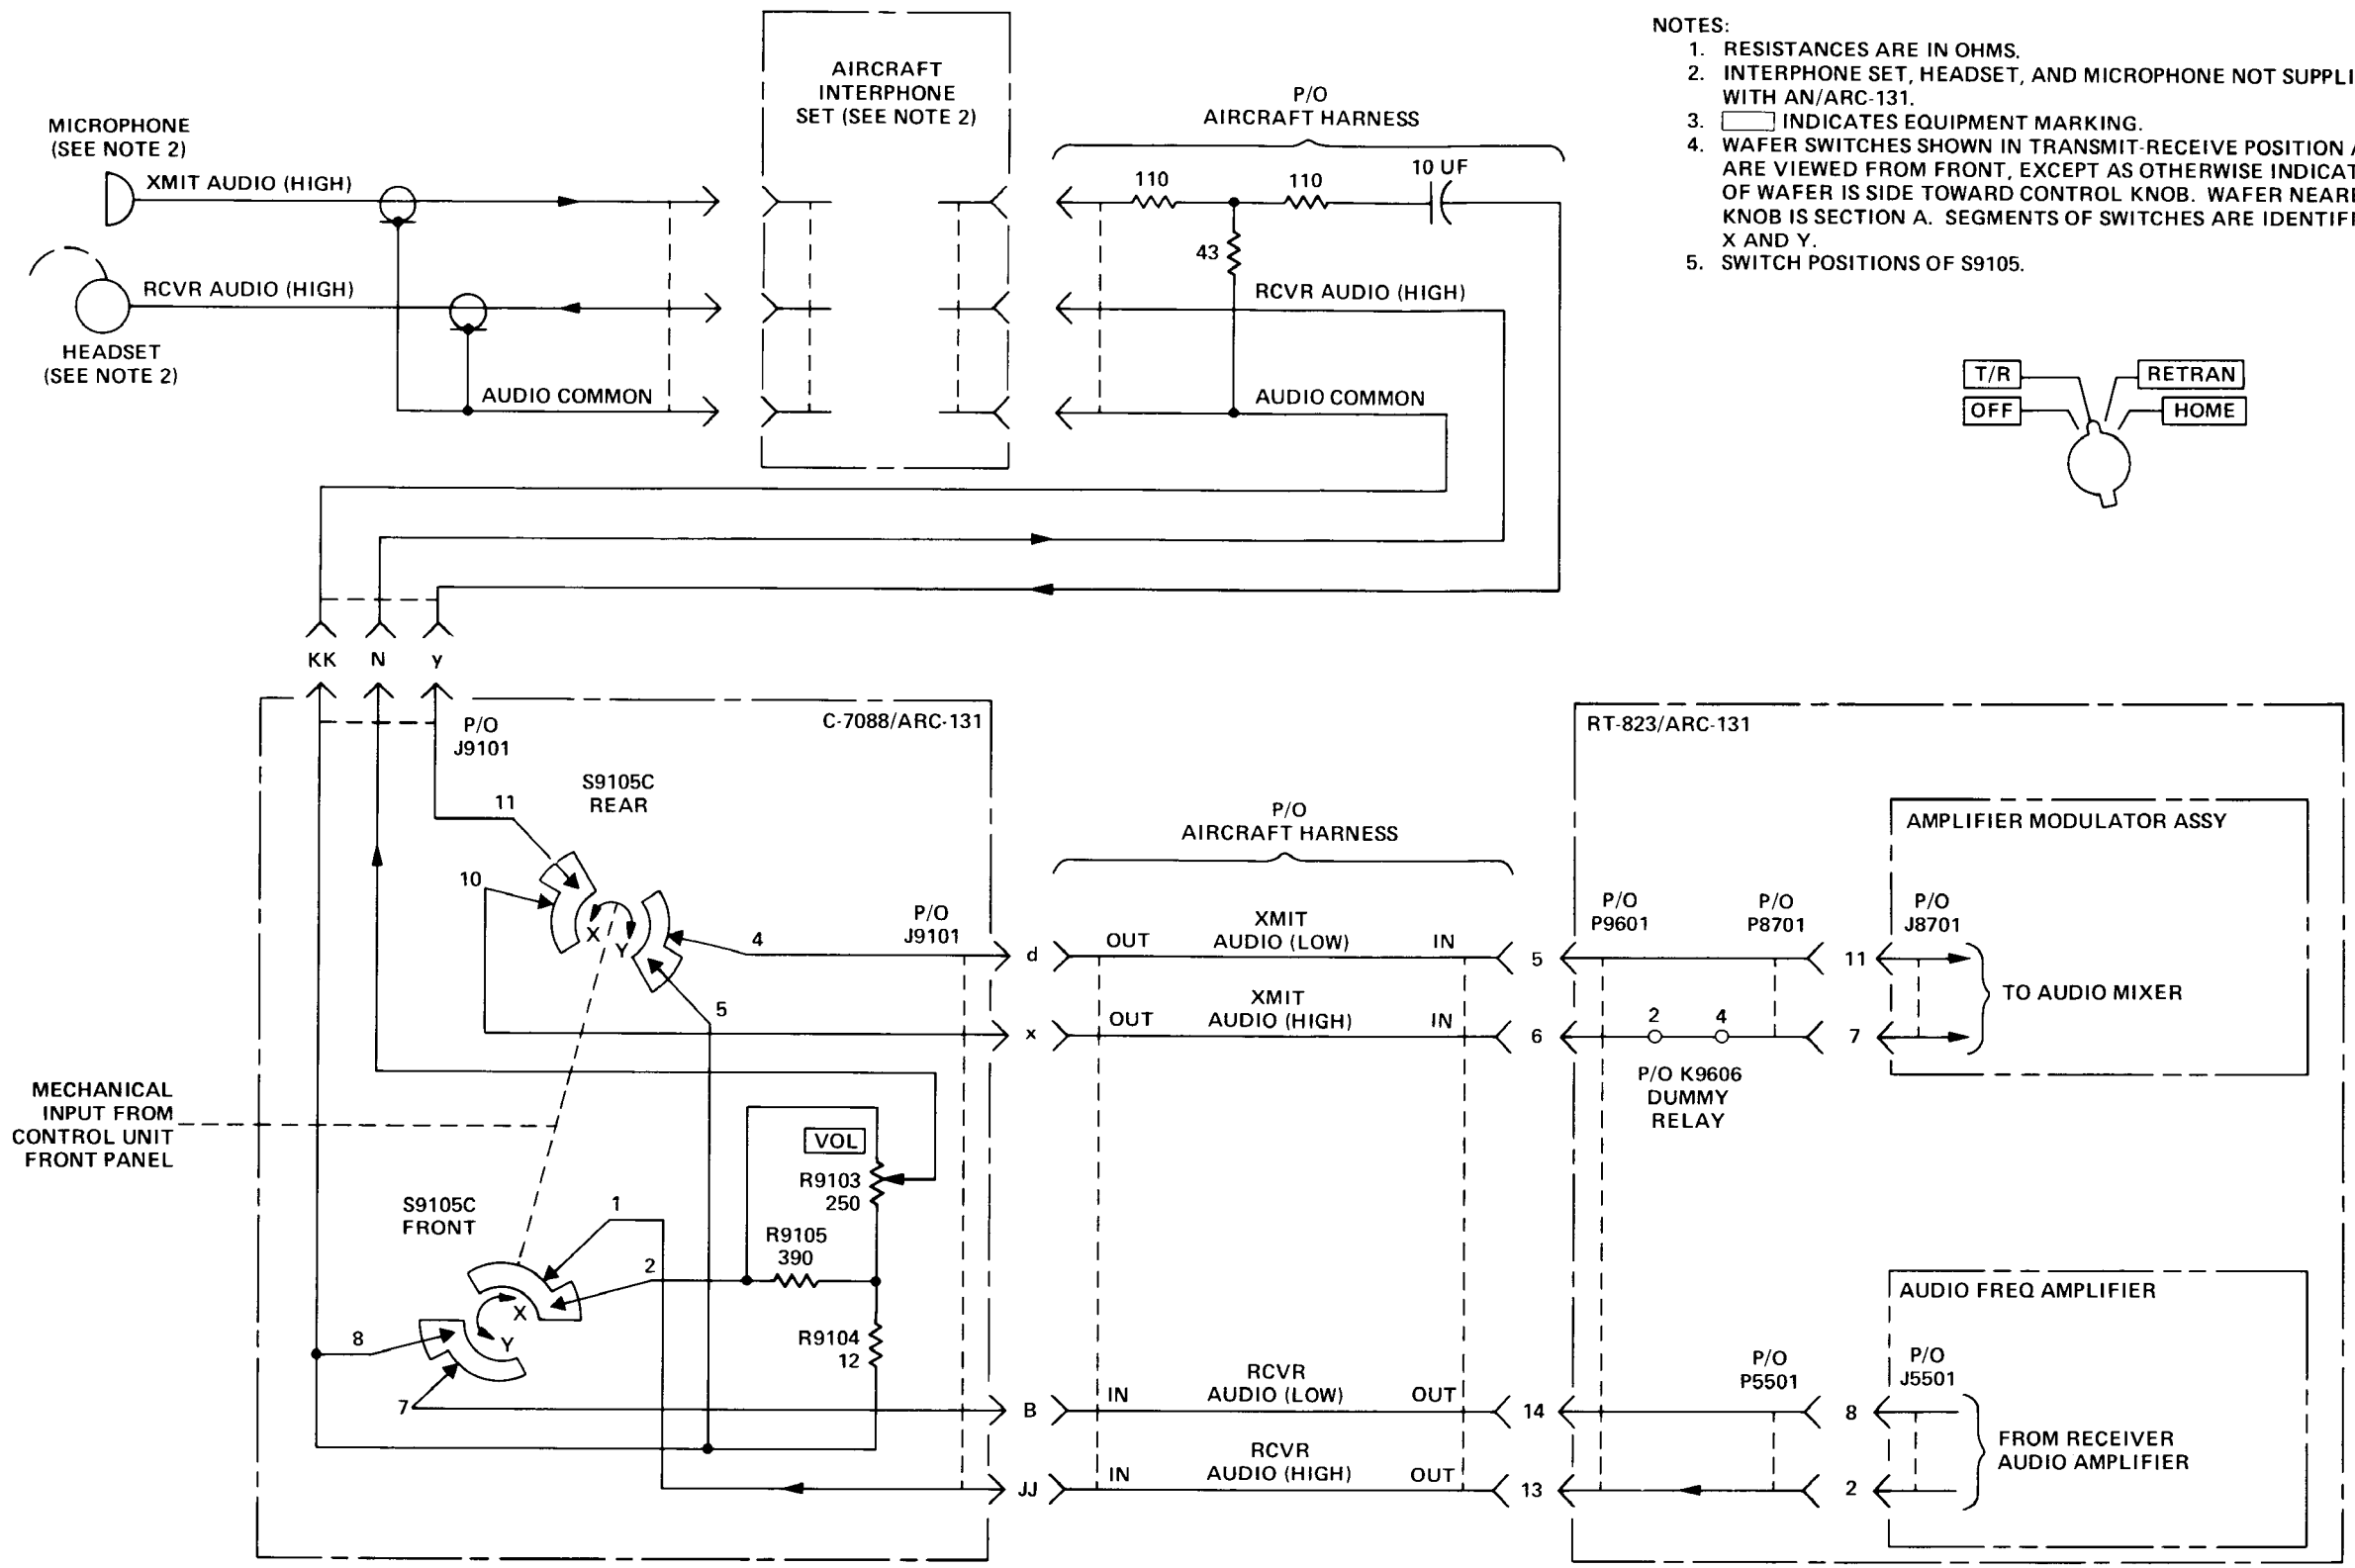 NOTES:
1. RESISTANCES ARE IN OHMS.
2. INTERPHONE SET, HEADSET, AND MICROPHONE NOT SUPPLI
WITH AN/ARC-131.
3. INDICATES EQUIPMENT MARKING.
4. WAFER SWITCHES SHOWN IN TRANSMIT-RECEIVE POSITION A
ARE VIEWED FROM FRONT, EXCEPT AS OTHERWISE INDICAT
OF WAFER IS SIDE TOWARD CONTROL KNOB. WAFER NEAR
KNOB IS SECTION A. SEGMENTS OF SWITCHES ARE IDENTIFI
X AND Y.
5. SWITCH POSITIONS OF S9105.
T/R
RETRAN
OFF
HOME
MICROPHONE
(SEE NOTE 2)
XMIT AUDIO (HIGH)
RCVR AUDIO (HIGH)
HEADSET
(SEE NOTE 2)
AUDIO COMMON
AIRCRAFT
INTERPHONE
SET (SEE NOTE 2)
P/O
AIRCRAFT HARNESS
110
110
10 UF
43
RCVR AUDIO (HIGH)
AUDIO COMMON
KK
N
y
P/O
J9101
C-7088/ARC-131
S9105C
REAR
11
10
X
Y
4
5
P/O
J9101
d
x
MECHANICAL
INPUT FROM
CONTROL UNIT
FRONT PANEL
VOL
R9103
250
R9105
390
R9104
12
S9105C
FRONT
1
2
X
Y
8
7
B
JJ
P/O
AIRCRAFT HARNESS
OUT
XMIT
AUDIO (LOW)
IN
5
OUT
XMIT
AUDIO (HIGH)
IN
6
IN
RCVR
AUDIO (LOW)
OUT
14
IN
RCVR
AUDIO (HIGH)
OUT
13
RT-823/ARC-131
P/O
P9601
P/O
P8701
2
4
P/O K9606
DUMMY
RELAY
11
7
AMPLIFIER MODULATOR ASSY
P/O
J8701
TO AUDIO MIXER
P/O
P5501
8
2
AUDIO FREQ AMPLIFIER
P/O
J5501
FROM RECEIVER
AUDIO AMPLIFIER